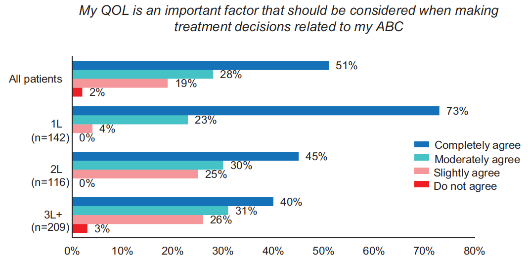 My QOL is an important factor that should be considered when making
treatment decisions related to my ABC
All patients
51%
28%
19%
2%
1L
(n=142)
73%
23%
4%
0%
2L
(n=116)
45%
30%
25%
0%
3L+
(n=209)
40%
31%
26%
3%
Completely agree
Moderately agree
Slightly agree
Do not agree
0% 10% 20% 30% 40% 50% 60% 70% 80%